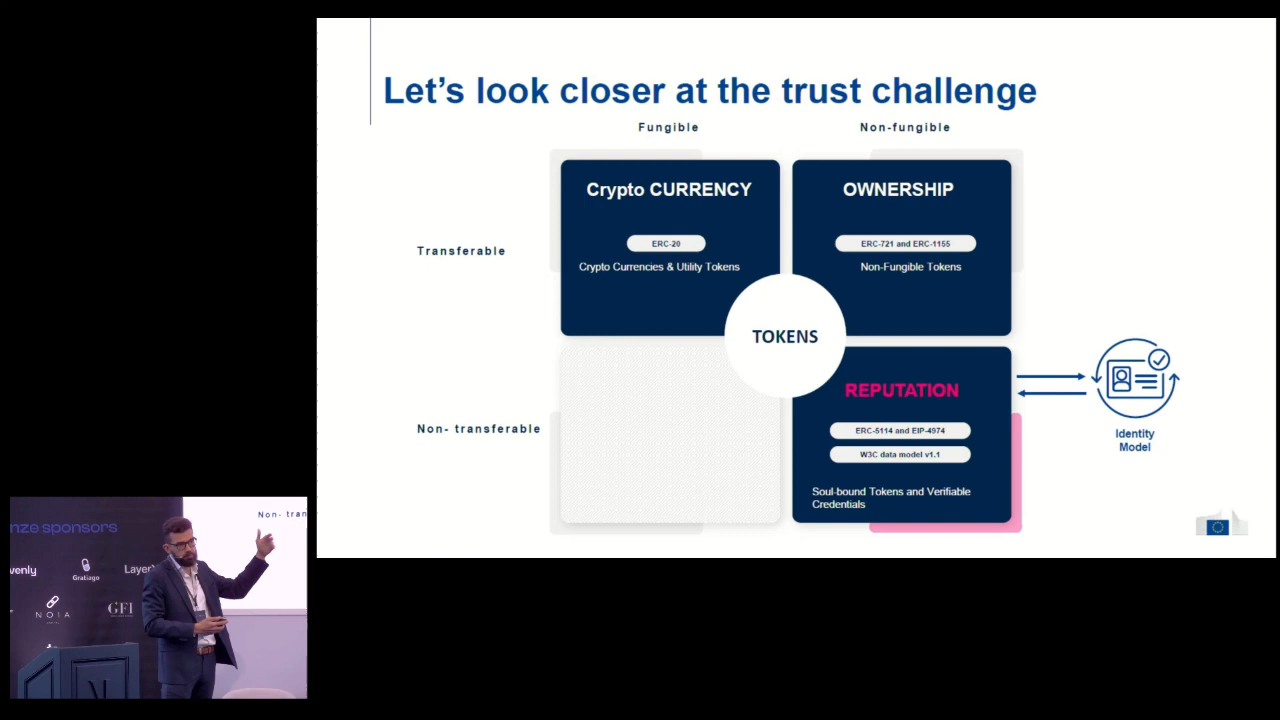 Let's look closer at the trust challenge
Fungible
Non-fungible
Transferable
Crypto CURRENCY
ERC-20
Crypto Currencies & Utility Tokens
OWNERSHIP
ERC-721 and ERC-1155
Non-Fungible Tokens
TOKENS
Non- transferable
REPUTATION
ERC-5114 and EIP-4974
W3C data model v1.1
Soul-bound Tokens and Verifiable
Credentials
Identity
Model
Non- tran
nze sponsors
venly
Gratiago
Layer
NOIA
GFI